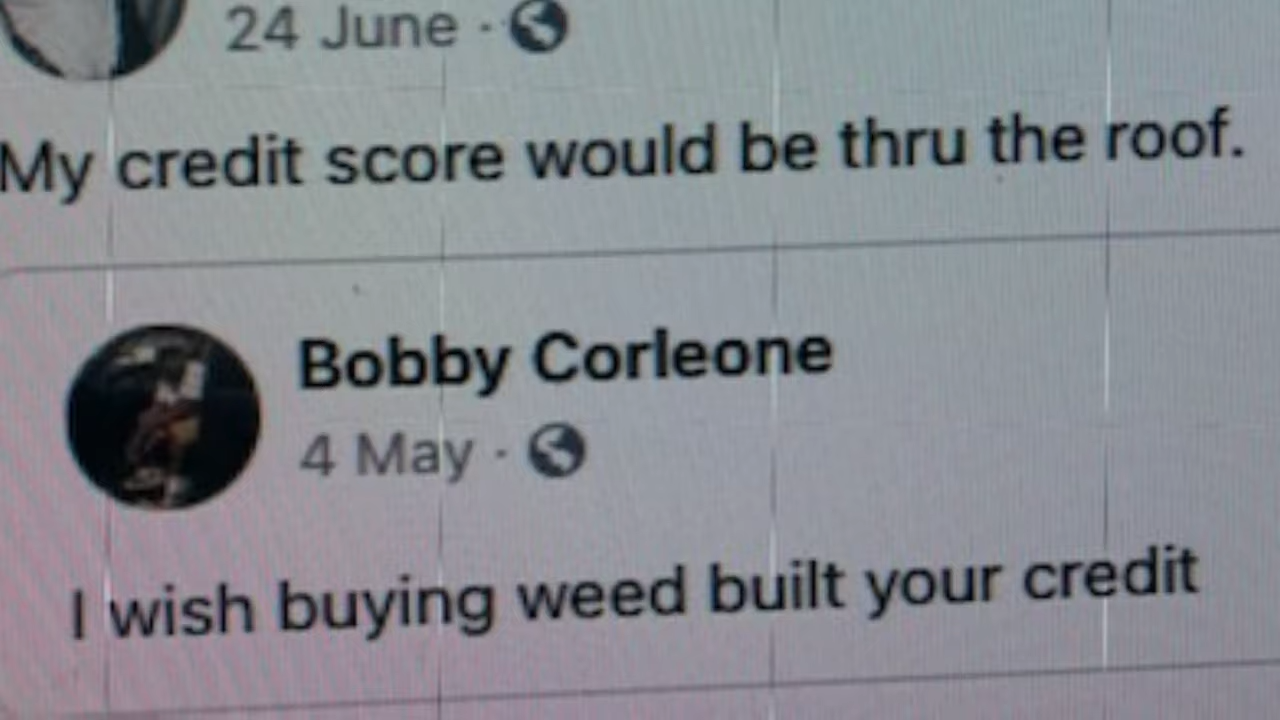 24 June ·
My credit score would be thru the roof.
Bobby Corleone
4 May ·
I wish buying weed built your credit